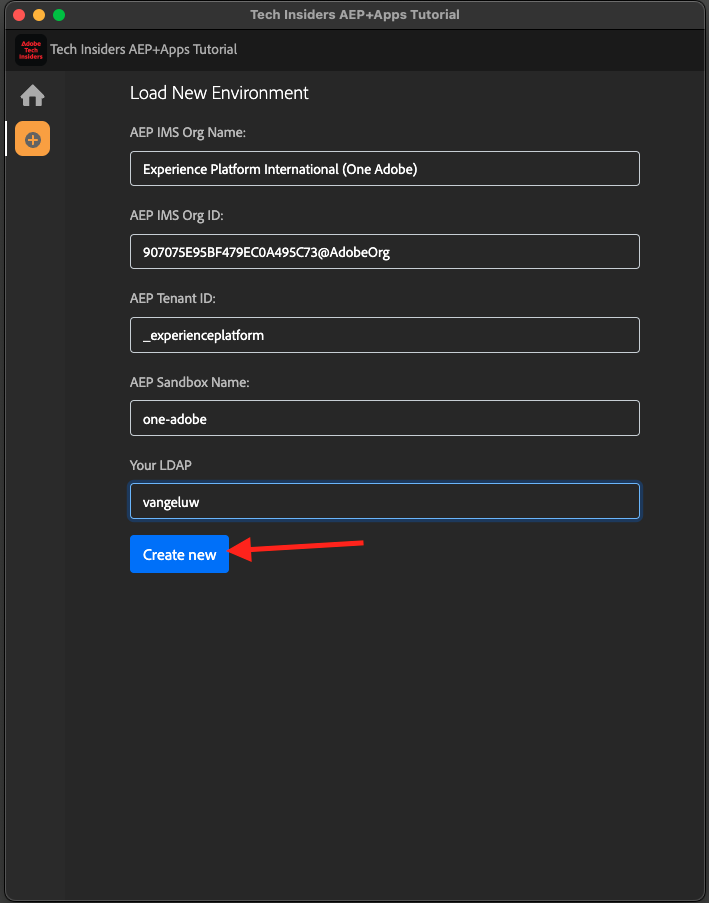 Tech Insiders AEP+Apps Tutorial
Adobe
Tech
Insiders
Tech Insiders AEP+Apps Tutorial
Load New Environment
AEP IMS Org Name:
Experience Platform International (One Adobe)
AEP IMS Org ID:
907075E95BF479EC0A495C73@AdobeOrg
AEP Tenant ID:
_experienceplatform
AEP Sandbox Name:
one-adobe
Your LDAP
vangeluw
Create new